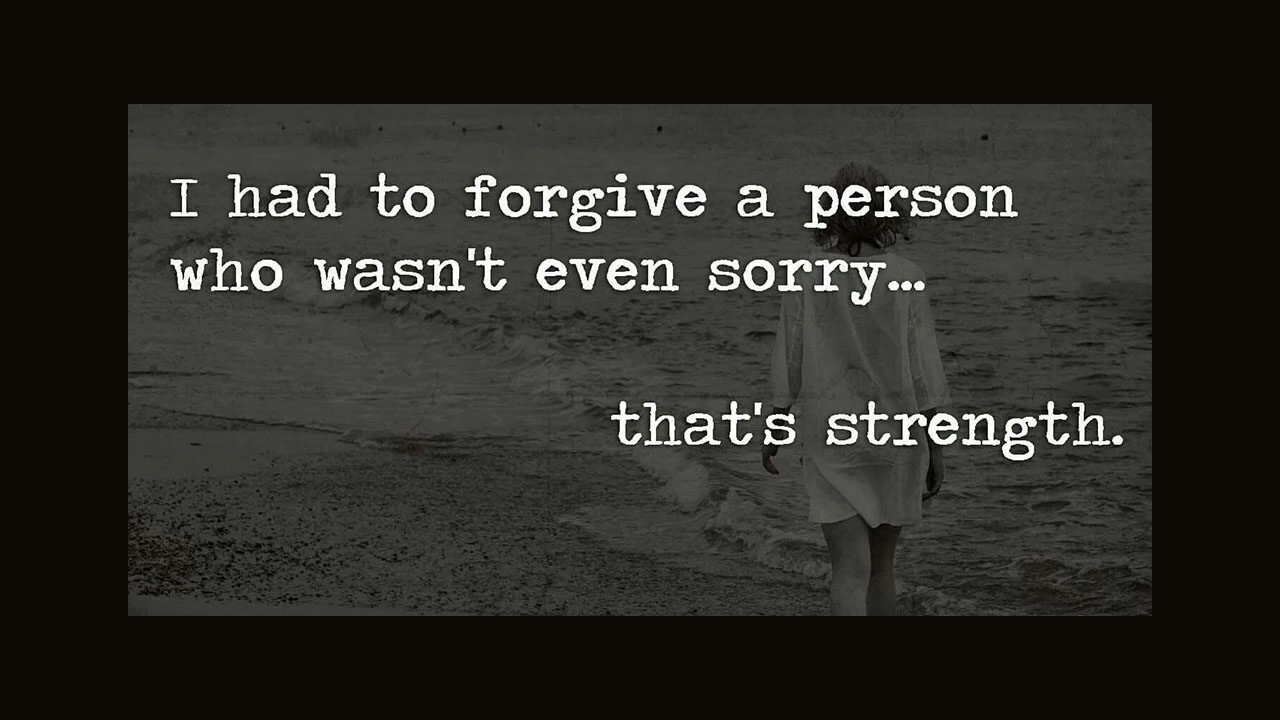 I had to forgive a person
who wasn't even sorry...
that's strength.